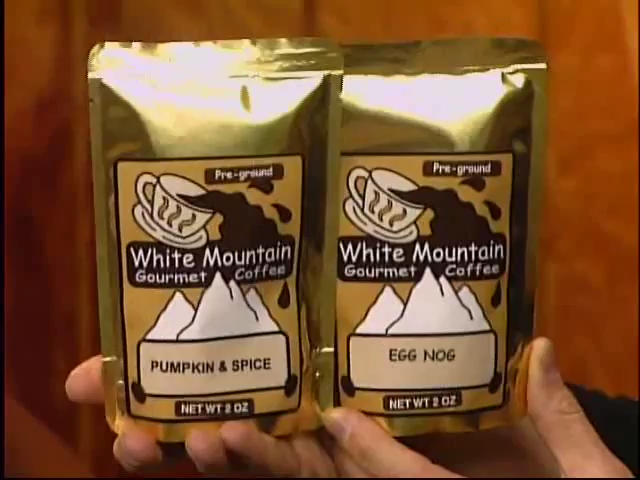 Pre-ground
White Mountain
Gourmet Coffee
PUMPKIN & SPICE
NET WT 2 OZ
Pre-ground
White Mountain
Gourmet Coffee
EGG NOG
NET WT 2 OZ